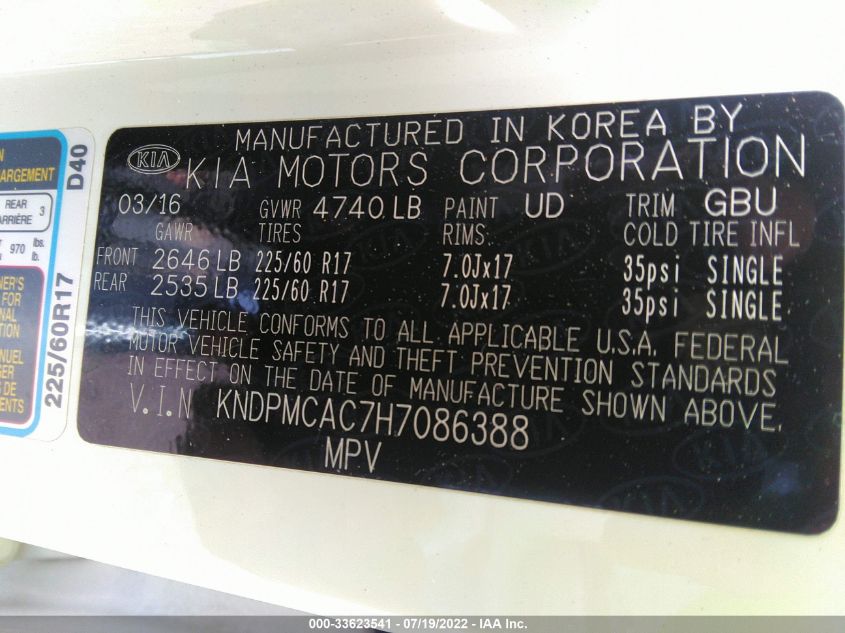 N
CHARGEMENT
REAR
ARRIÈRE 3
970 lbs.
lb.
225/60R17 D40
MANUFACTURED IN KOREA BY
KIA KIA MOTORS CORPORATION
03/16 GVWR 4740 LB PAINT UD TRIM GBU
GAWR TIRES RIMS. COLD TIRE INFL
FRONT 2646 LB 225/60 R17 7.0Jx17 35psi SINGLE
REAR 2535 LB 225/60 R17 7.0Jx17 35psi SINGLE
THIS VEHICLE CONFORMS TO ALL APPLICABLE U.S.A. FEDERAL
MOTOR VEHICLE SAFETY AND THEFT PREVENTION STANDARDS
IN EFFECT ON THE DATE OF MANUFACTURE SHOWN ABOVE.
V.I.N KNDPMCAC7H7086388
MPV
000-33623541 - 07/19/2022 - IAA Inc.